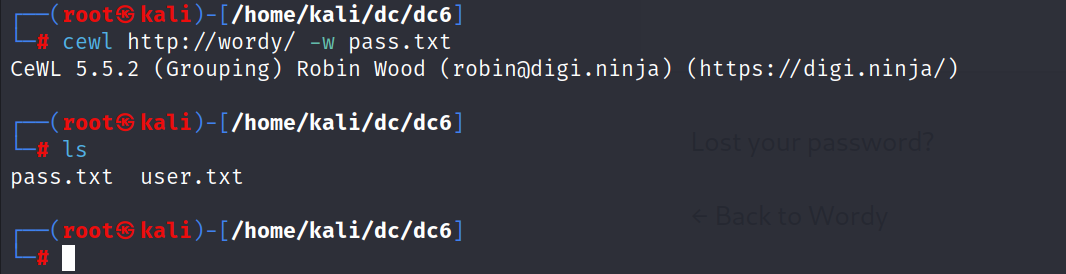 ┌──(root㉿kali)-[/home/kali/dc/dc6]
└─# cewl http://wordy/ -w pass.txt
CeWL 5.5.2 (Grouping) Robin Wood (robin@digi.ninja) (https://digi.ninja/)
┌──(root㉿kali)-[/home/kali/dc/dc6]
└─# ls
Lost your password?
pass.txt  user.txt
← Back to Wordy
┌──(root㉿kali)-[/home/kali/dc/dc6]
└─#